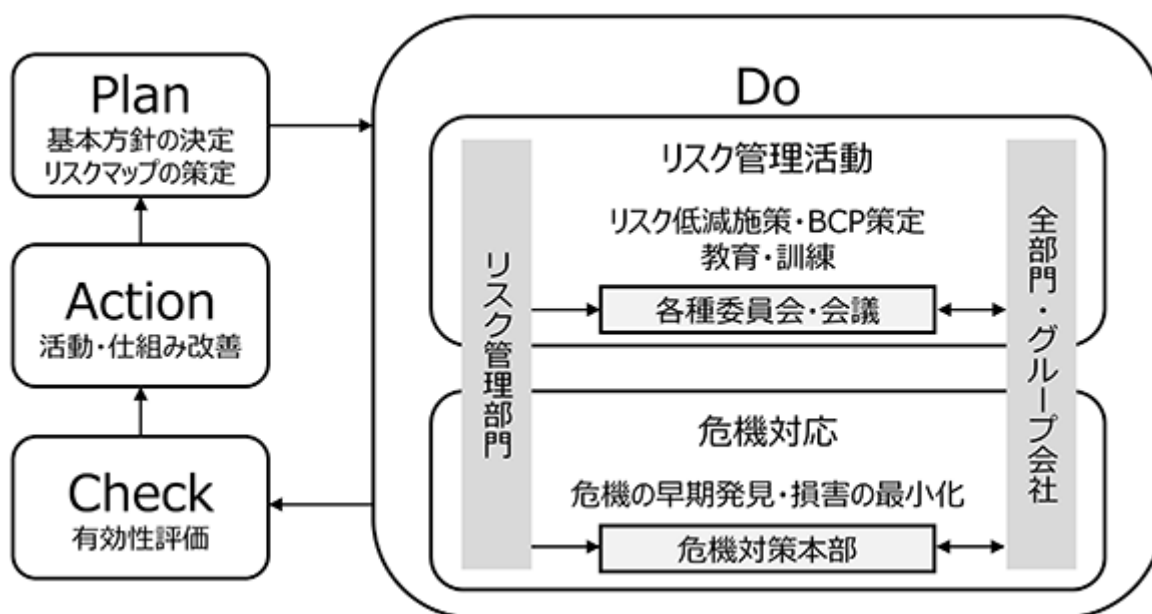 Plan
基本方針の決定
リスクマップの策定
Action
活動・仕組み改善
Check
有効性評価
Do
リスク管理活動
リスク低減施策・BCP策定
教育・訓練
各種委員会・会議
危機対応
危機の早期発見・損害の最小化
危機対策本部
リスク管理部門
全部門・グループ会社